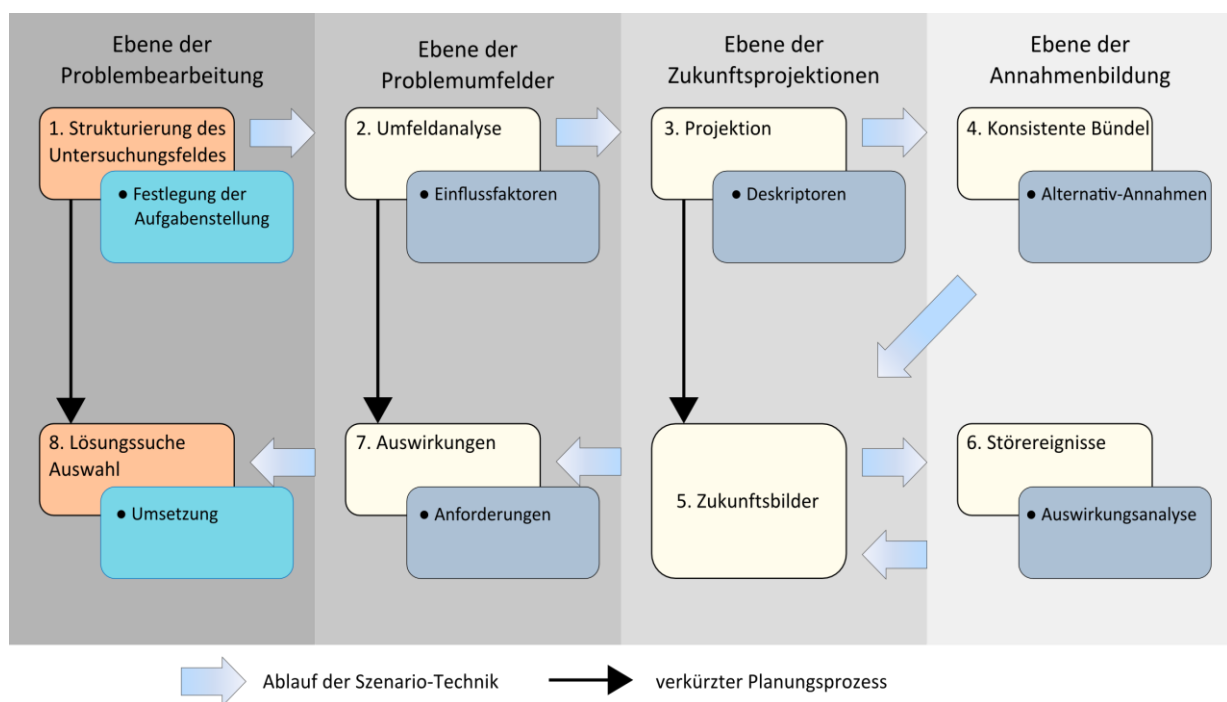 Ebene der
Problembearbeitung
Ebene der
Problemumfelder
Ebene der
Zukunftsprojektionen
Ebene der
Annahmenbildung
1. Strukturierung des
Untersuchungsfeldes
● Festlegung der
Aufgabenstellung
2. Umfeldanalyse
● Einflussfaktoren
3. Projektion
● Deskriptoren
4. Konsistente Bündel
● Alternativ-Annahmen
8. Lösungssuche
Auswahl
● Umsetzung
7. Auswirkungen
● Anforderungen
5. Zukunftsbilder
6. Störereignisse
● Auswirkungsanalyse
Ablauf der Szenario-Technik
verkürzter Planungsprozess